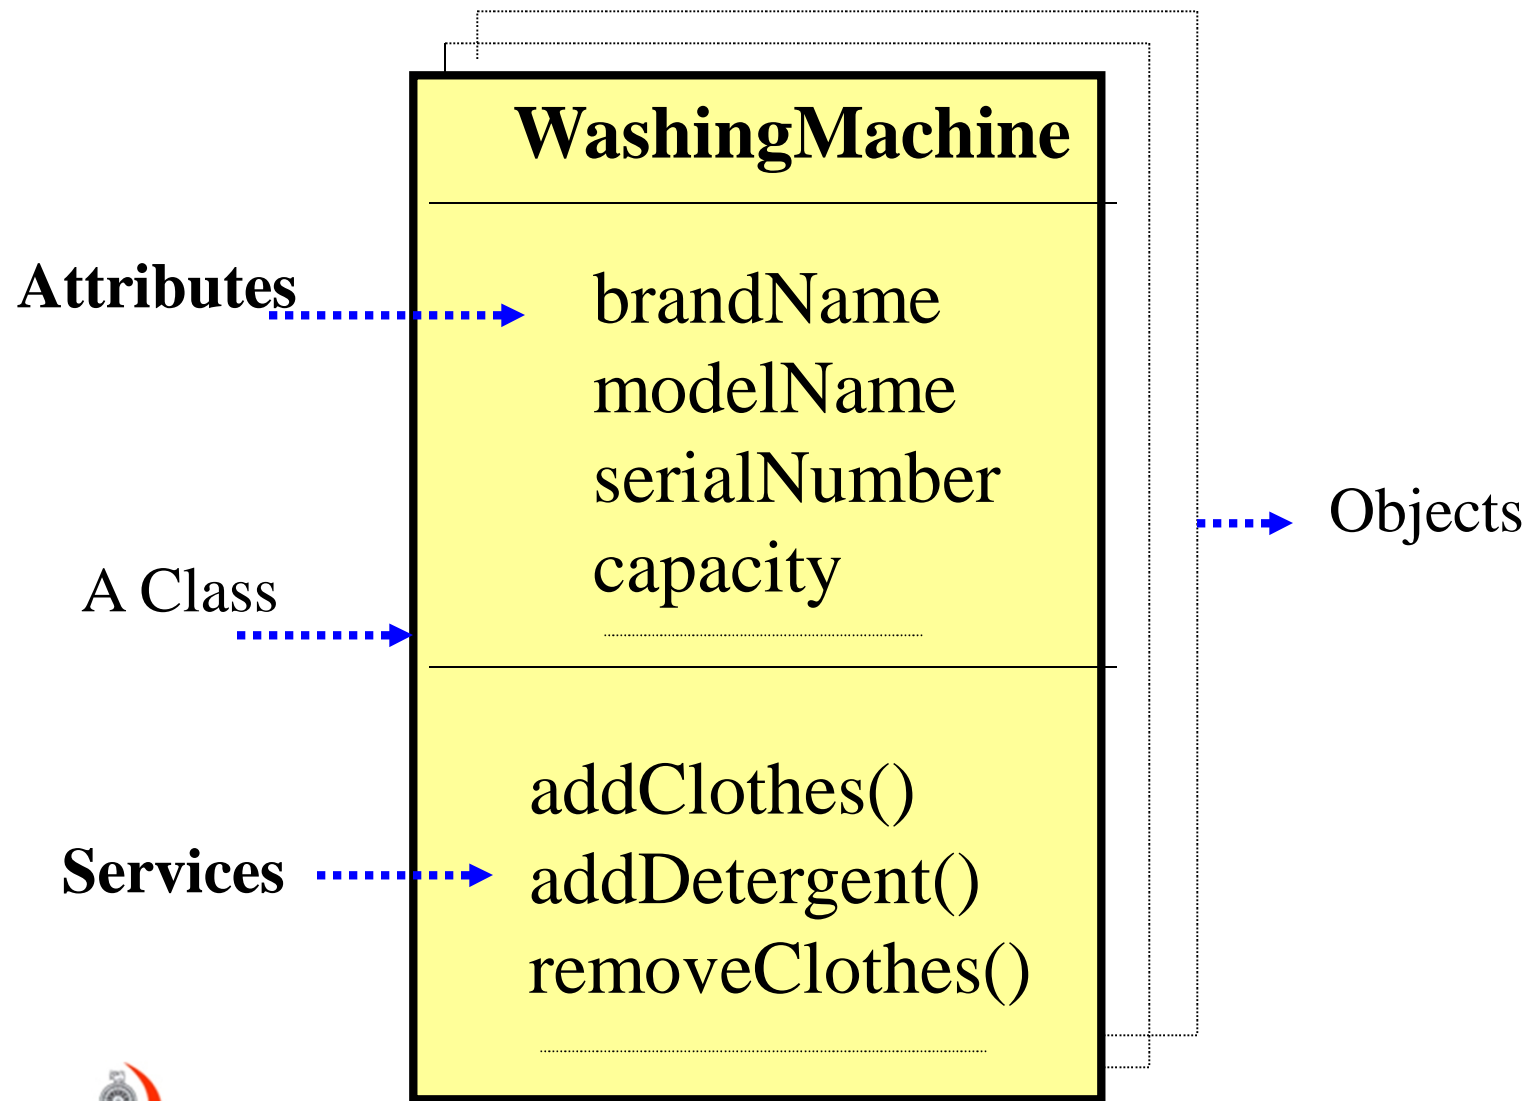 WashingMachine
Attributes
brandName
modelName
serialNumber
Objects
capacity
A Class
addClothes()
Services
addDetergent()
removeClothes()